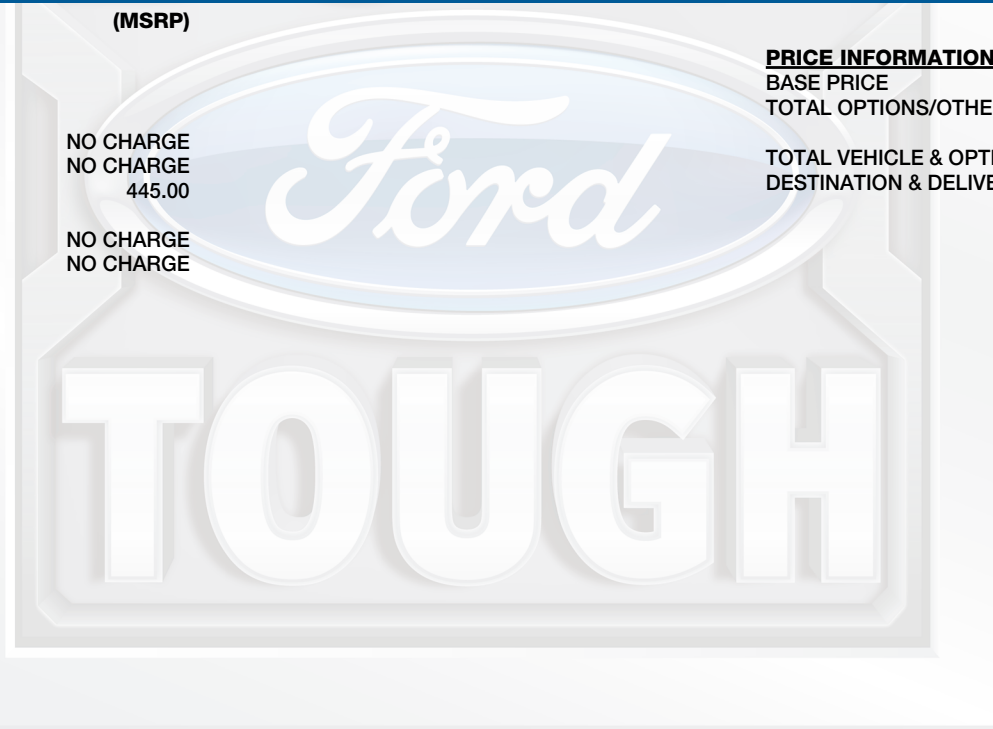 (MSRP)
NO CHARGE
NO CHARGE
445.00
NO CHARGE
NO CHARGE
PRICE INFORMATION
BASE PRICE
TOTAL OPTIONS/OTHE
TOTAL VEHICLE & OPTI
DESTINATION & DELIVE
Ford
TOUGH